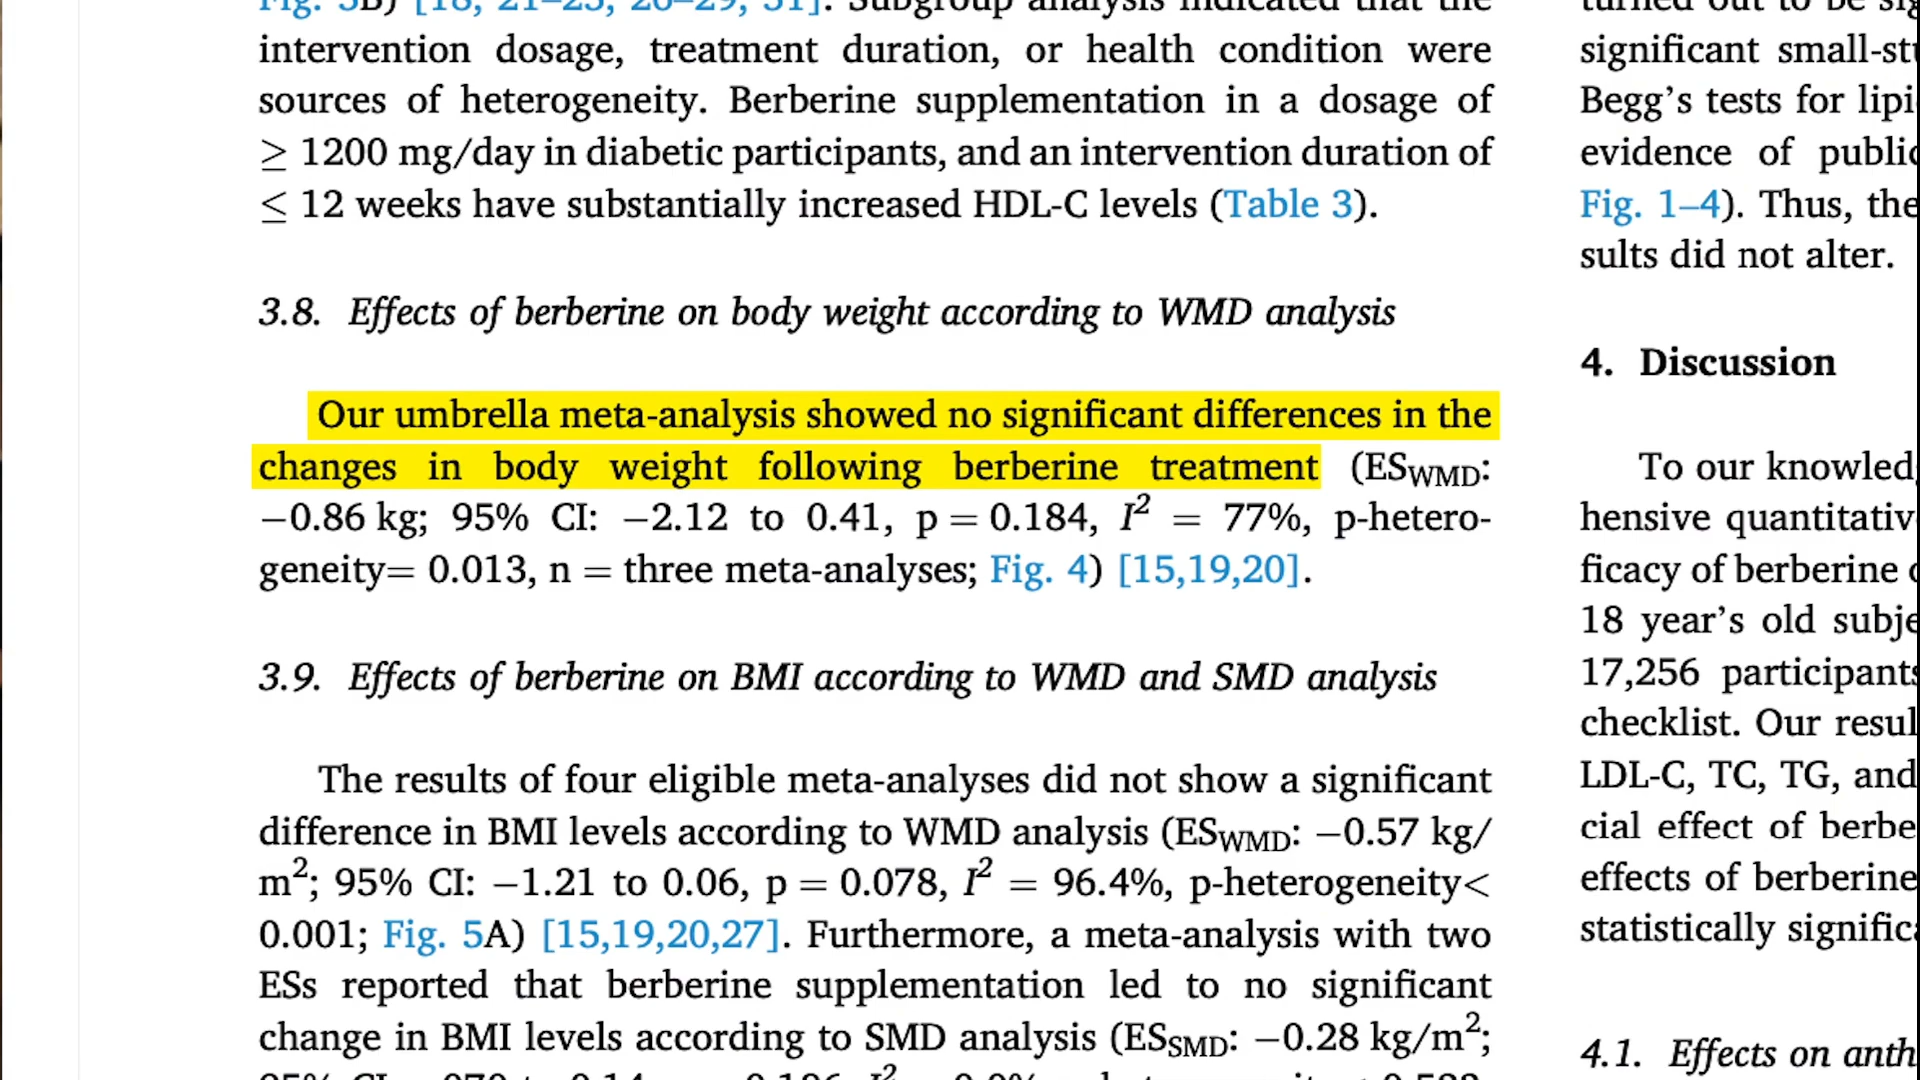 intervention dosage, treatment duration, or health condition were
sources of heterogeneity. Berberine supplementation in a dosage of
≥ 1200 mg/day in diabetic participants, and an intervention duration of
≤ 12 weeks have substantially increased HDL-C levels (Table 3).
3.8. Effects of berberine on body weight according to WMD analysis
Our umbrella meta-analysis showed no significant differences in the
changes in body weight following berberine treatment (ESWMD:
−0.86 kg; 95% CI: −2.12 to 0.41, p = 0.184, I² = 77%, p-hetero-
geneity= 0.013, n = three meta-analyses; Fig. 4) [15,19,20].
3.9. Effects of berberine on BMI according to WMD and SMD analysis
The results of four eligible meta-analyses did not show a significant
difference in BMI levels according to WMD analysis (ESWMD: −0.57 kg/
m²; 95% CI: −1.21 to 0.06, p = 0.078, I² = 96.4%, p-heterogeneity<
0.001; Fig. 5A) [15,19,20,27]. Furthermore, a meta-analysis with two
ESs reported that berberine supplementation led to no significant
change in BMI levels according to SMD analysis (ESSMD: −0.28 kg/m²;
significant small-st
Begg's tests for lipi
evidence of public
Fig. 1–4). Thus, the
sults did not alter.
4. Discussion
To our knowled
hensive quantitativ
ficacy of berberine
18 year's old subje
17,256 participants
checklist. Our resul
LDL-C, TC, TG, and
cial effect of berbe
effects of berberine
statistically signific
4.1. Effects on anth